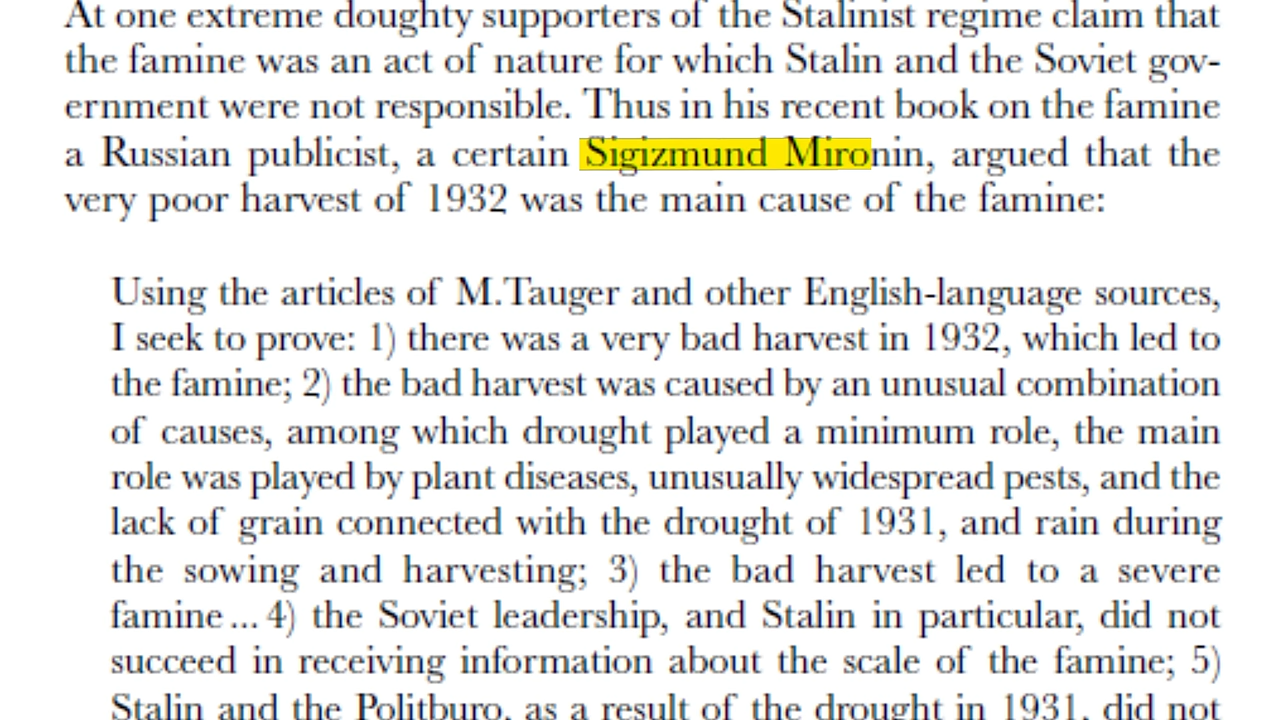 At one extreme doughty supporters of the Stalinist regime claim that
the famine was an act of nature for which Stalin and the Soviet gov-
ernment were not responsible. Thus in his recent book on the famine
a Russian publicist, a certain Sigizmund Mironin, argued that the
very poor harvest of 1932 was the main cause of the famine:
Using the articles of M.Tauger and other English-language sources,
I seek to prove: 1) there was a very bad harvest in 1932, which led to
the famine; 2) the bad harvest was caused by an unusual combination
of causes, among which drought played a minimum role, the main
role was played by plant diseases, unusually widespread pests, and the
lack of grain connected with the drought of 1931, and rain during
the sowing and harvesting; 3) the bad harvest led to a severe
famine ... 4) the Soviet leadership, and Stalin in particular, did not
succeed in receiving information about the scale of the famine; 5)
Stalin and the Politburo, as a result of the drought in 1931, did not